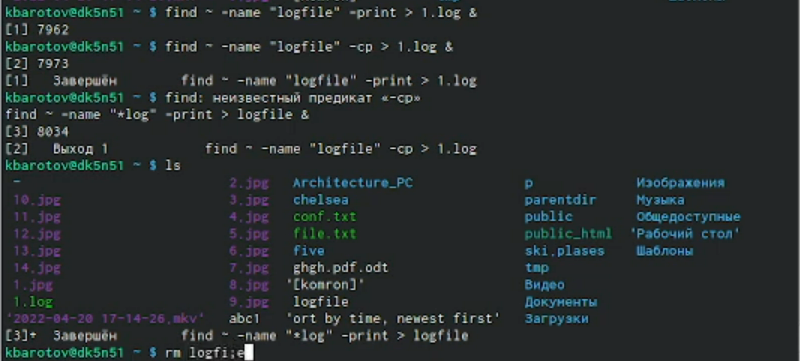 kbarotov@dk5n51 ~ $ find ~ -name "logfile" -print > 1.log &
[1] 7962
kbarotov@dk5n51 ~ $ find ~ -name "logfile" -cp > 1.log &
[2] 7973
[1]   Завершён        find ~ -name "logfile" -print > 1.log
kbarotov@dk5n51 ~ $ find: неизвестный предикат «-cp»
find ~ -name "*log" -print > logfile &
[3] 8034
[2]   Выход 1            find ~ -name "logfile" -cp > 1.log
kbarotov@dk5n51 ~ $ ls
~ 2.jpg Architecture_PC p Изображения
10.jpg 3.jpg chelsea parentdir Музыка
11.jpg 4.jpg conf.txt public Общедоступные
12.jpg 5.jpg file.txt public_html 'Рабочий стол'
13.jpg 6.jpg five ski.plases Шаблоны
14.jpg 7.jpg ghgh.pdf.odt tmp
1.jpg 8.jpg '[komron]' Видео
1.log 9.jpg logfile Документы
'2022-04-20 17-14-26.mkv' abc1 'ort by time, newest first' Загрузки
[3]+  Завершён        find ~ -name "*log" -print > logfile
kbarotov@dk5n51 ~ $ rm logfi;e